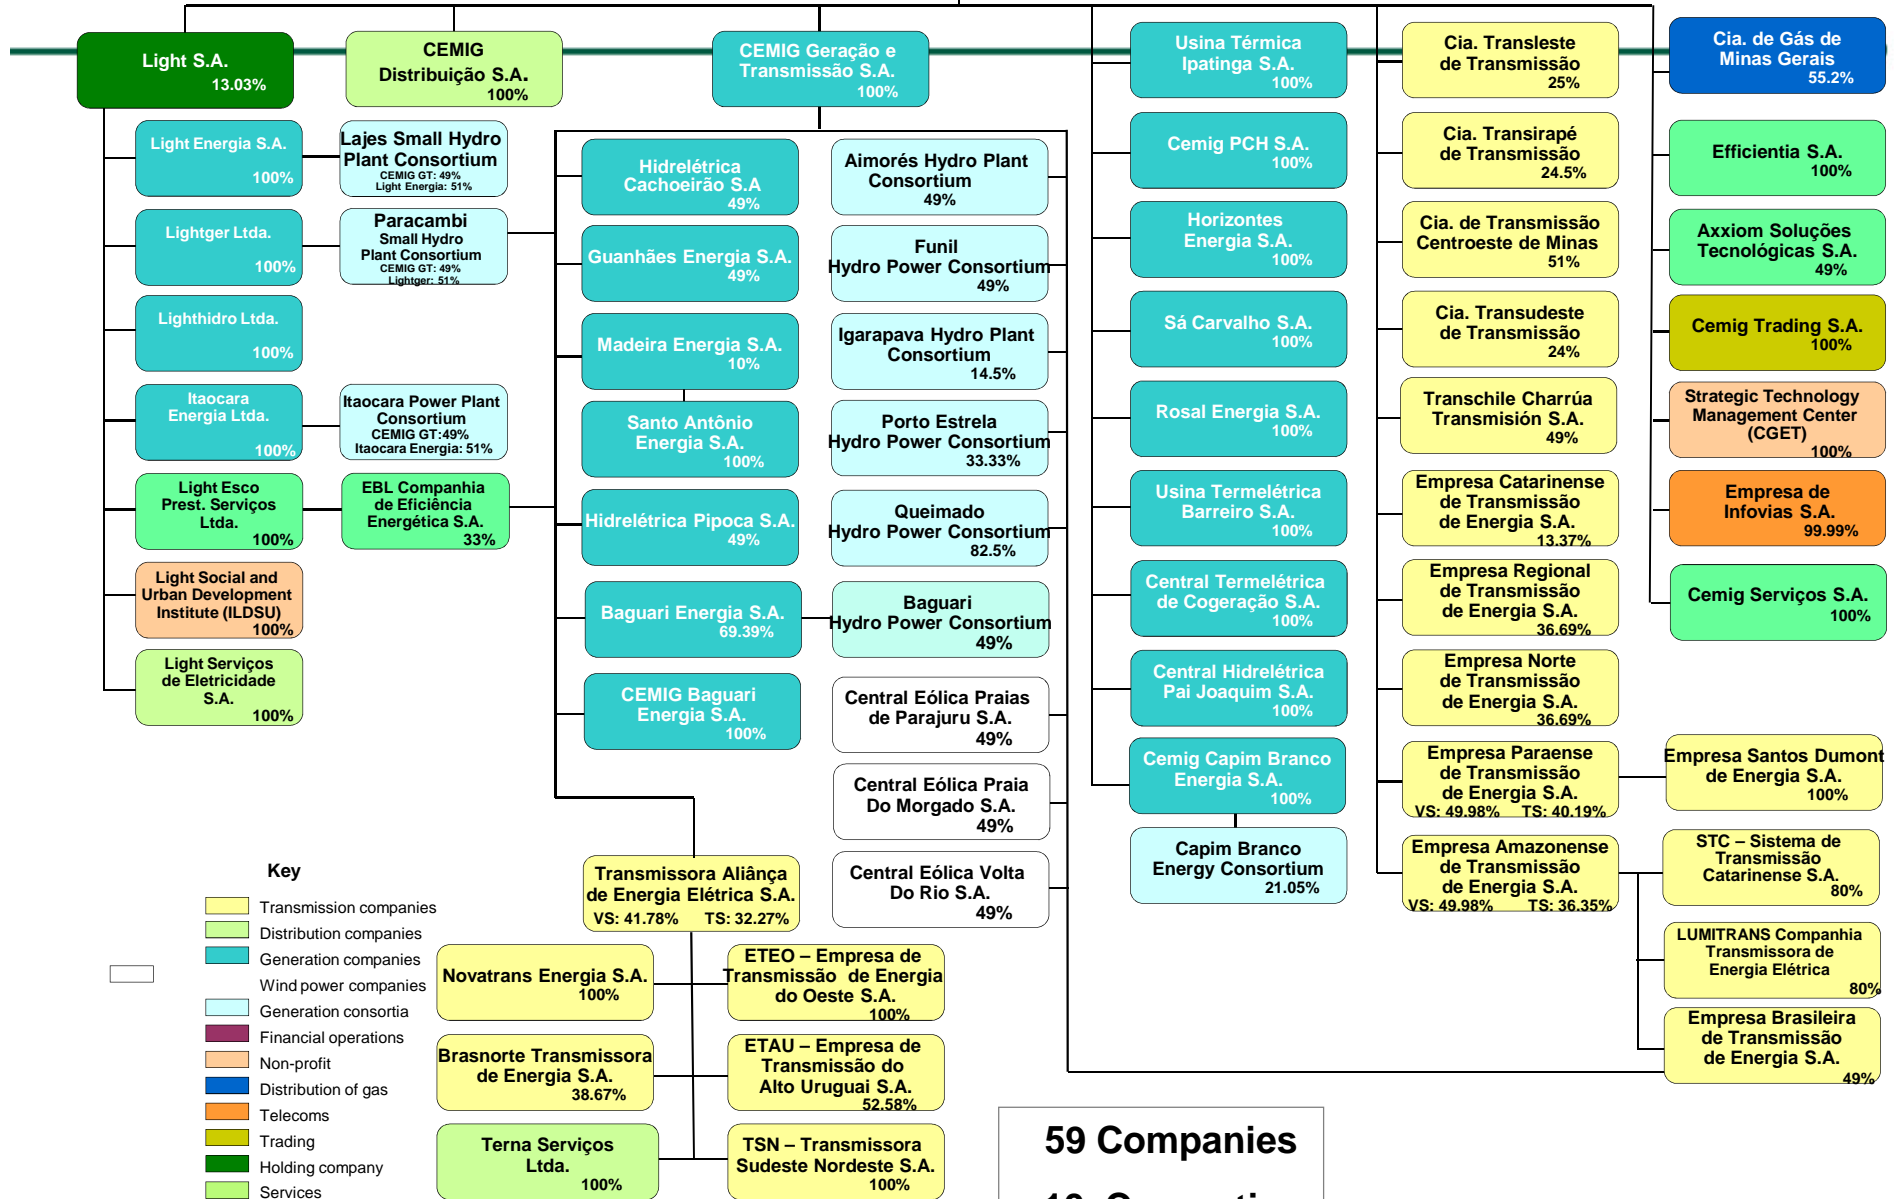 Light S.A.
13.03%
CEMIG
Distribuição S.A.
100%
CEMIG Geração e
Transmissão S.A.
100%
Usina Térmica
Ipatinga S.A.
100%
Cia. Transleste
de Transmissão
25%
Cia. de Gás de
Minas Gerais
55.2%
Light Energia S.A.
100%
Lajes Small Hydro
Plant Consortium
CEMIG GT: 49%
Light Energia: 51%
Lightger Ltda.
100%
Paracambi
Small Hydro
Plant Consortium
CEMIG GT: 49%
Lightger: 51%
Lighthidro Ltda.
100%
Itaocara
Energia Ltda.
100%
Itaocara Power Plant
Consortium
CEMIG GT:49%
Itaocara Energia: 51%
Light Esco
Prest. Serviços
Ltda.
100%
EBL Companhia
de Eficiência
Energética S.A.
33%
Light Social and
Urban Development
Institute (ILDSU)
100%
Light Serviços
de Eletricidade
S.A.
100%
Hidrelétrica
Cachoeirão S.A
49%
Guanhães Energia S.A.
49%
Madeira Energia S.A.
10%
Santo Antônio
Energia S.A.
100%
Hidrelétrica Pipoca S.A.
49%
Baguari Energia S.A.
69.39%
CEMIG Baguari
Energia S.A.
100%
Aimorés Hydro Plant
Consortium
49%
Funil
Hydro Power Consortium
49%
Igarapava Hydro Plant
Consortium
14.5%
Porto Estrela
Hydro Power Consortium
33.33%
Queimado
Hydro Power Consortium
82.5%
Baguari
Hydro Power Consortium
49%
Central Eólica Praias
de Parajuru S.A.
49%
Central Eólica Praia
Do Morgado S.A.
49%
Central Eólica Volta
Do Rio S.A.
49%
Cemig PCH S.A.
100%
Horizontes
Energia S.A.
100%
Sá Carvalho S.A.
100%
Rosal Energia S.A.
100%
Usina Termelétrica
Barreiro S.A.
100%
Central Termelétrica
de Cogeração S.A.
100%
Central Hidrelétrica
Pai Joaquim S.A.
100%
Cemig Capim Branco
Energia S.A.
100%
Capim Branco
Energy Consortium
21.05%
Cia. Transirapé
de Transmissão
24.5%
Cia. de Transmissão
Centroeste de Minas
51%
Cia. Transudeste
de Transmissão
24%
Transchile Charrúa
Transmisión S.A.
49%
Empresa Catarinense
de Transmissão
de Energia S.A.
13.37%
Empresa Regional
de Transmissão
de Energia S.A.
36.69%
Empresa Norte
de Transmissão
de Energia S.A.
36.69%
Empresa Paraense
de Transmissão
de Energia S.A.
VS: 49.98% TS: 40.19%
Empresa Amazonense
de Transmissão
de Energia S.A.
VS: 49.98% TS: 36.35%
Efficientia S.A.
100%
Axxiom Soluções
Tecnológicas S.A.
49%
Cemig Trading S.A.
100%
Strategic Technology
Management Center
(CGET)
100%
Empresa de
Infovias S.A.
99.99%
Cemig Serviços S.A.
100%
Empresa Santos Dumont
de Energia S.A.
100%
STC – Sistema de
Transmissão
Catarinense S.A.
80%
LUMITRANS Companhia
Transmissora de
Energia Elétrica
80%
Empresa Brasileira
de Transmissão
de Energia S.A.
49%
Transmissora Aliânça
de Energia Elétrica S.A.
VS: 41.78% TS: 32.27%
Novatrans Energia S.A.
100%
ETEO – Empresa de
Transmissão de Energia
do Oeste S.A.
100%
Brasnorte Transmissora
de Energia S.A.
38.67%
ETAU – Empresa de
Transmissão do
Alto Uruguai S.A.
52.58%
Terna Serviços
Ltda.
100%
TSN – Transmissora
Sudeste Nordeste S.A.
100%
Key
Transmission companies
Distribution companies
Generation companies
Wind power companies
Generation consortia
Financial operations
Non-profit
Distribution of gas
Telecoms
Trading
Holding company
Services
59 Companies